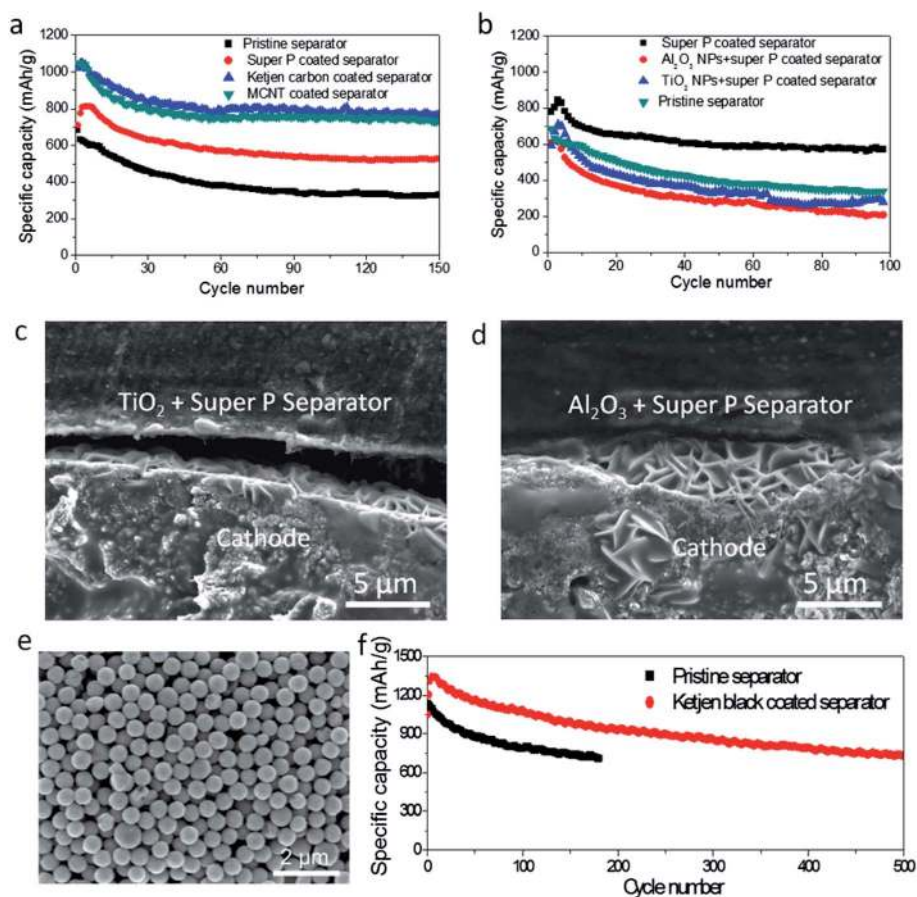 a
Specific capacity (mAh/g)
1200
1000
800
600
400
200
0
Pristine separator
Super P coated separator
Ketjen carbon coated separator
MCNT coated separator
0 30 60 90 120 150
Cycle number
b
Specific capacity (mAh/g)
1200
1000
800
600
400
200
0
Super P coated separator
Al₂O₃ NPs+super P coated separator
TiO₂ NPs+super P coated separator
Pristine separator
0 20 40 60 80 100
Cycle number
c
TiO₂ + Super P Separator
Cathode
5 μm
d
Al₂O₃ + Super P Separator
Cathode
5 μm
e
2 μm
f
Specific capacity (mAh/g)
1500
1200
900
600
300
0
Pristine separator
Ketjen black coated separator
0 100 200 300 400 500
Cycle number